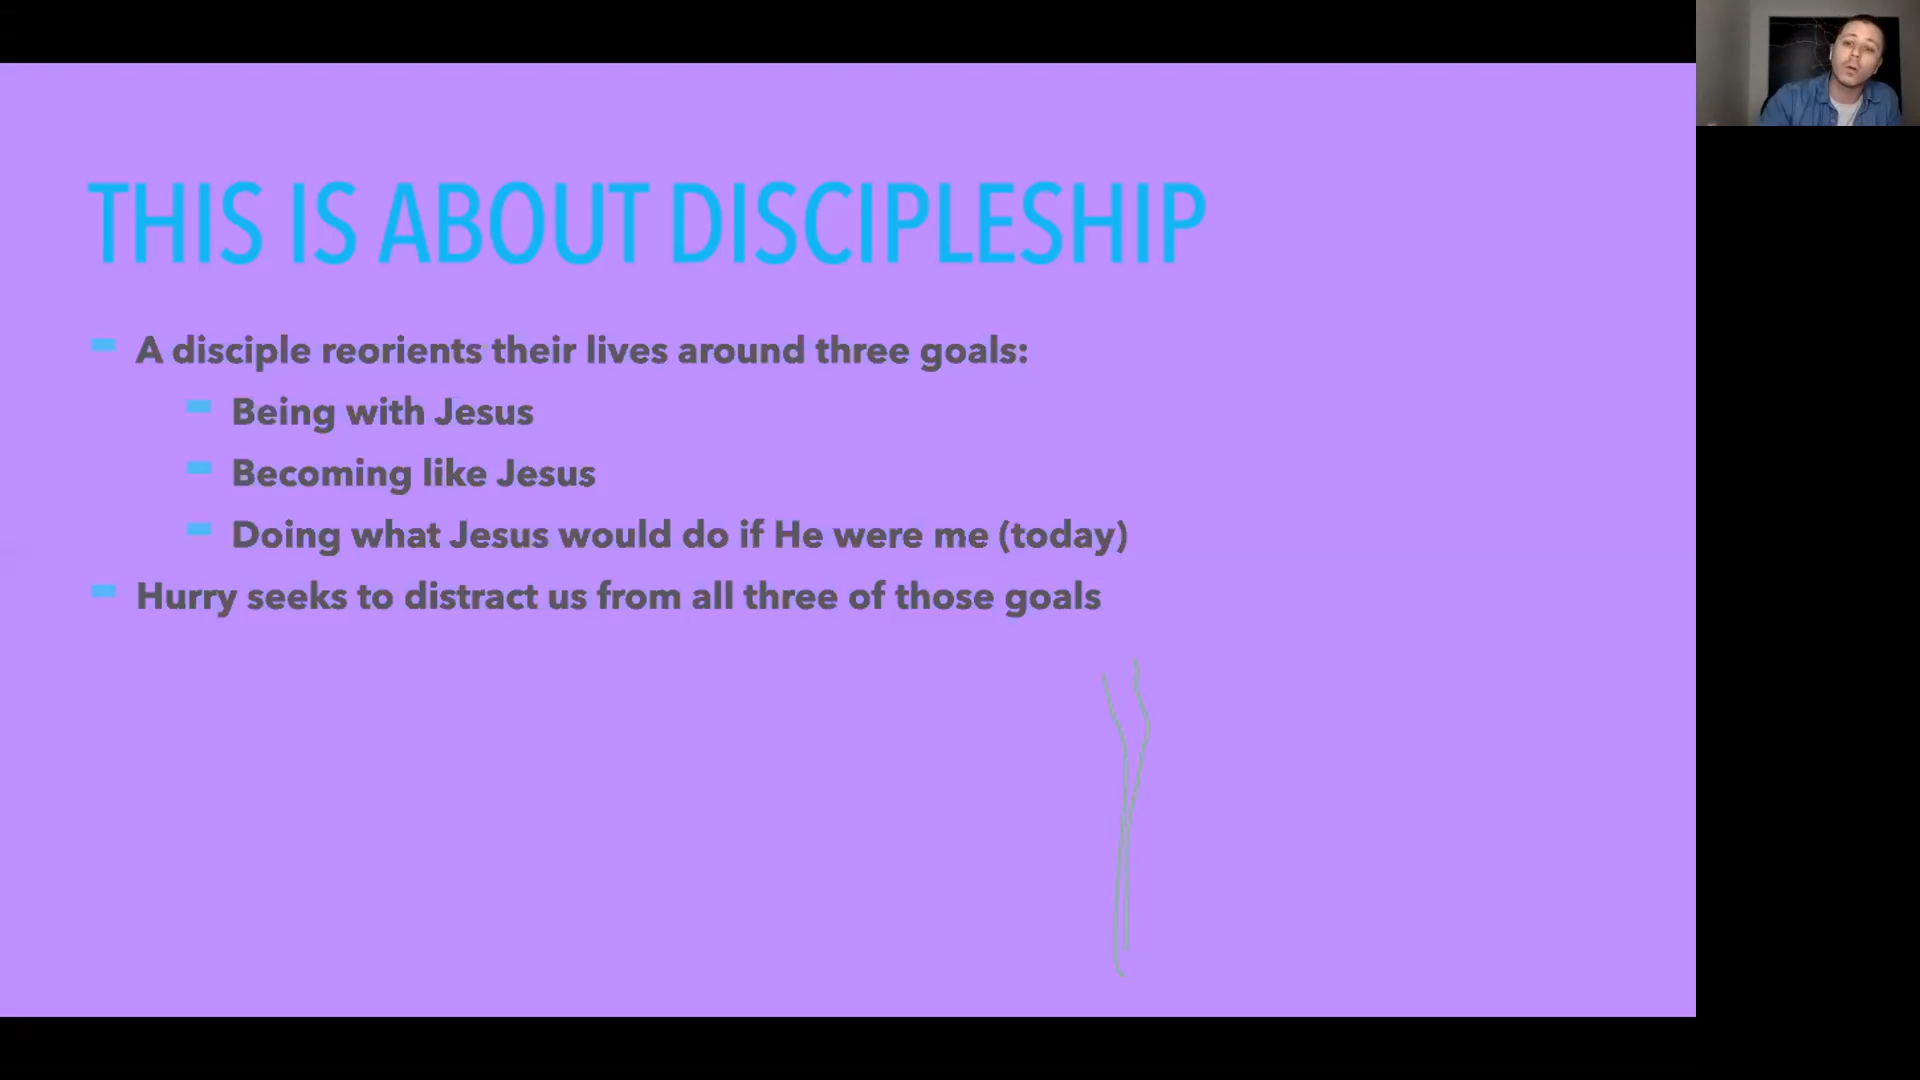 THIS IS ABOUT DISCIPLESHIP
A disciple reorients their lives around three goals:
Being with Jesus
Becoming like Jesus
Doing what Jesus would do if He were me (today)
Hurry seeks to distract us from all three of those goals